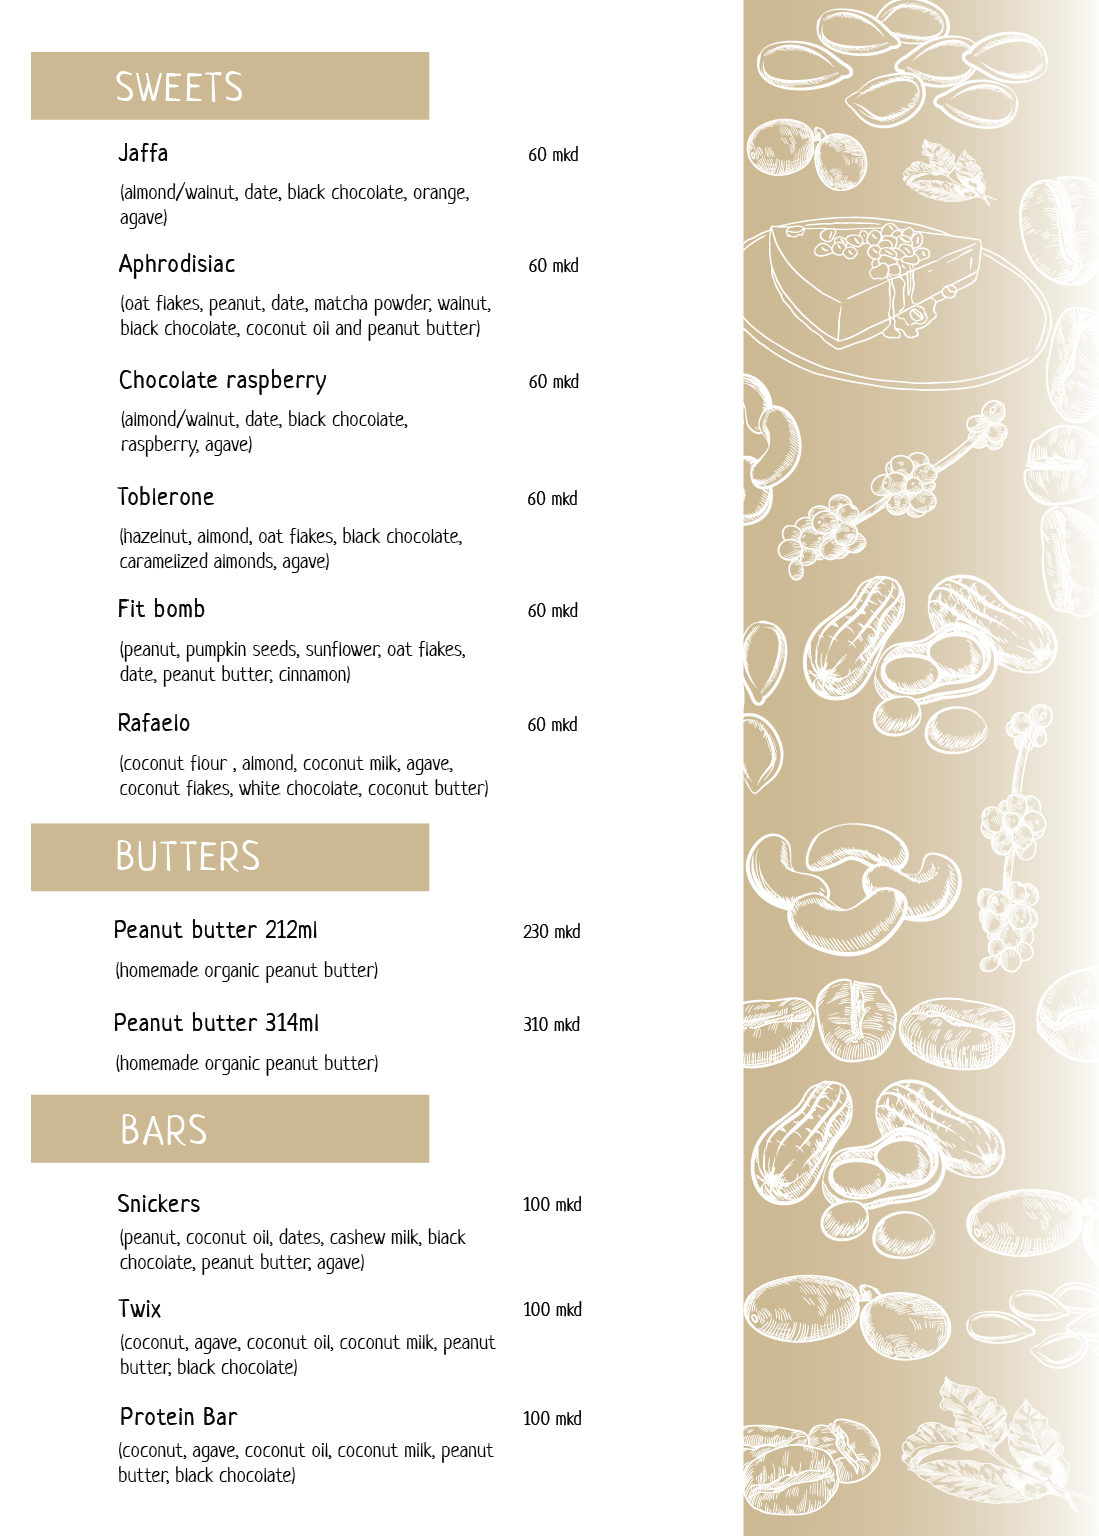 SWEETS
Jaffa 60 mkd
(almond/walnut, date, black chocolate, orange,
agave)
Aphrodisiac 60 mkd
(oat flakes, peanut, date, matcha powder, walnut,
black chocolate, coconut oil and peanut butter)
Chocolate raspberry 60 mkd
(almond/walnut, date, black chocolate,
raspberry, agave)
Toblerone 60 mkd
(hazelnut, almond, oat flakes, black chocolate,
caramelized almonds, agave)
Fit bomb 60 mkd
(peanut, pumpkin seeds, sunflower, oat flakes,
date, peanut butter, cinnamon)
Rafaelo 60 mkd
(coconut flour , almond, coconut milk, agave,
coconut flakes, white chocolate, coconut butter)
BUTTERS
Peanut butter 212ml 230 mkd
(homemade organic peanut butter)
Peanut butter 314ml 310 mkd
(homemade organic peanut butter)
BARS
Snickers 100 mkd
(peanut, coconut oil, dates, cashew milk, black
chocolate, peanut butter, agave)
Twix 100 mkd
(coconut, agave, coconut oil, coconut milk, peanut
butter, black chocolate)
Protein Bar 100 mkd
(coconut, agave, coconut oil, coconut milk, peanut
butter, black chocolate)